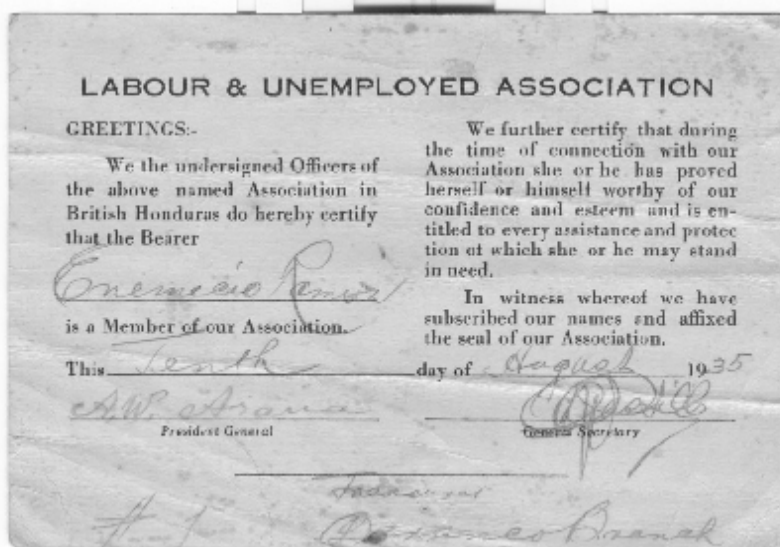 LABOUR & UNEMPLOYED ASSOCIATION
GREETINGS:-
We the undersigned Officers of
the above named Association in
British Honduras do hereby certify
that the Bearer
Enemecio
is a Member of our Association.
We further certify that during
the time of connection with our
Association she or he has proved
herself or himself worthy of our
confidence and esteem and is en-
titled to every assistance and protec
tion of which she or he may stand
in need.
In witness whereof we have
subscribed our names and affixed
the seal of our Association.
This Tenth day of August 1935
A.W. Arana
President General
General Secretary
Branch